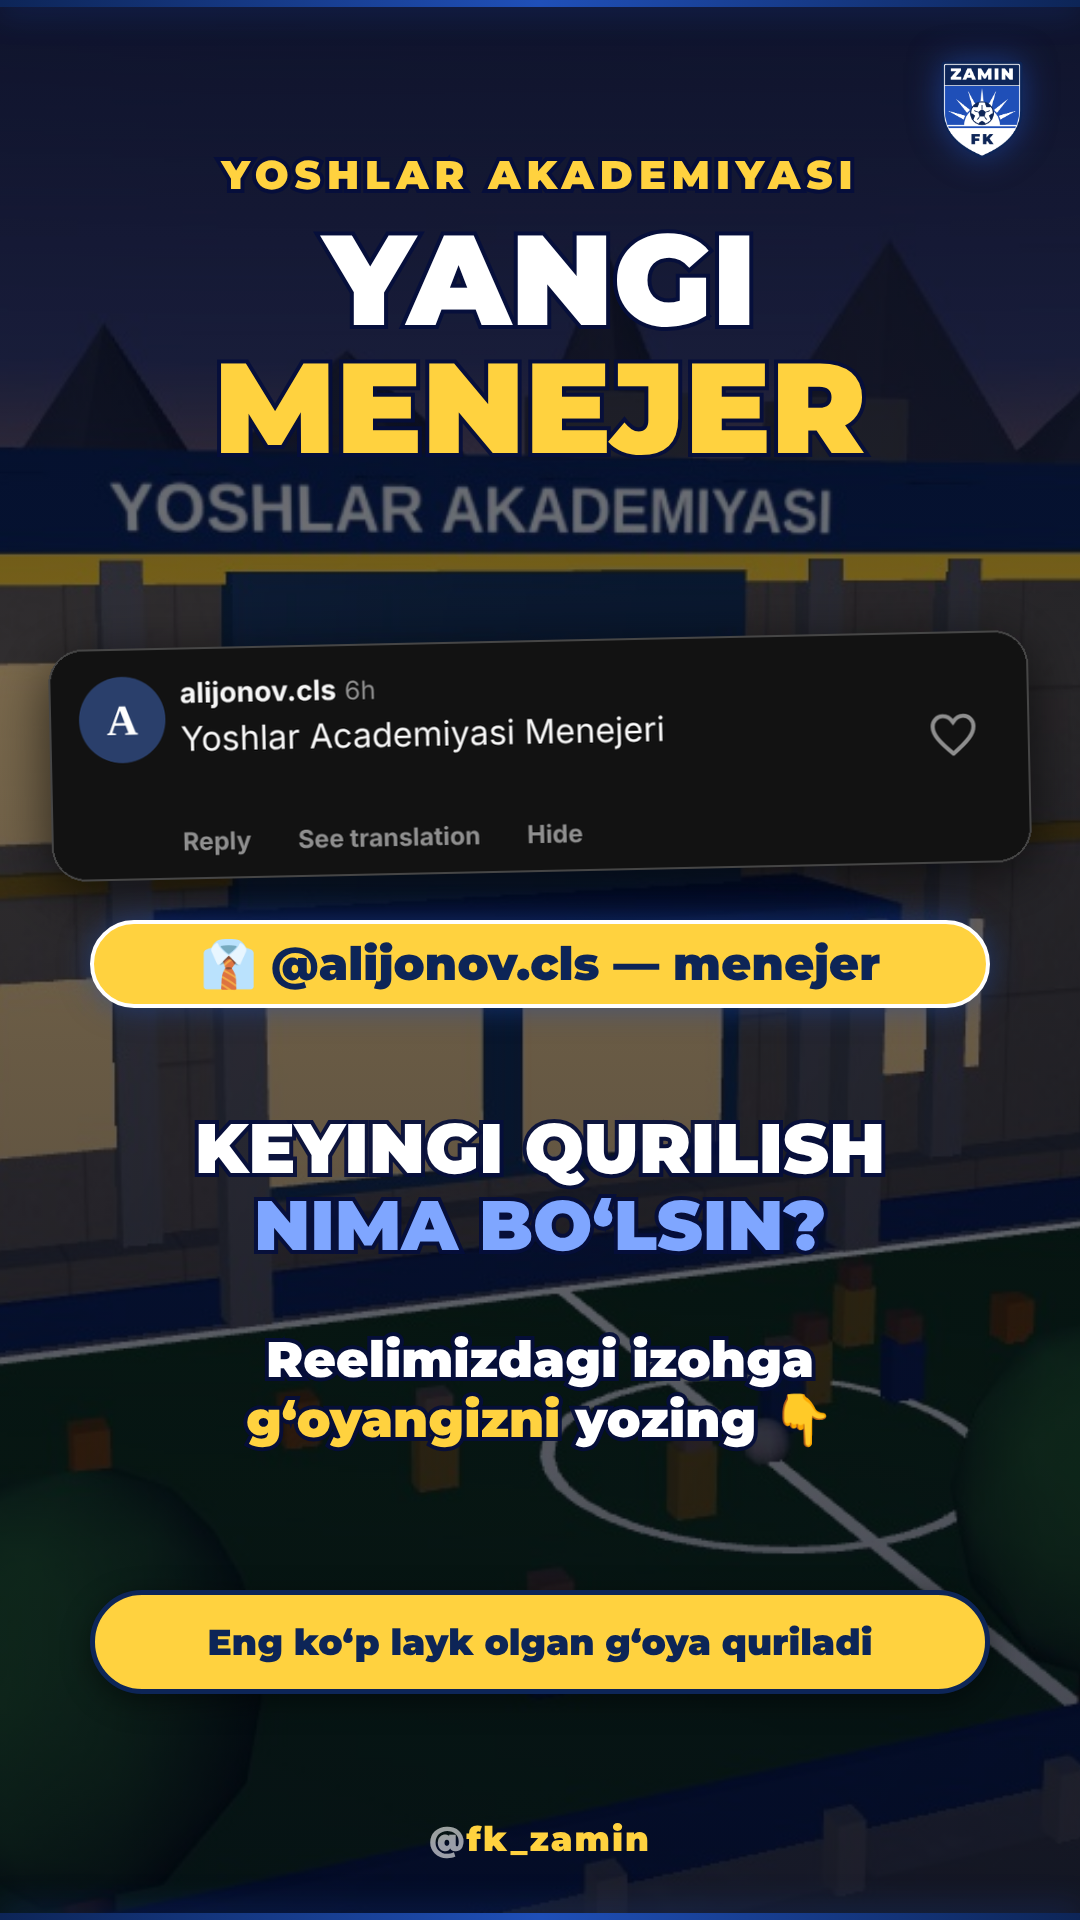 ZAMIN
FK
YOSHLAR AKADEMIYASI
YANGI
MENEJER
YOSHLAR AKADEMIYASI
alijonov.cls 6h
A
Yoshlar Academiyasi Menejeri
Reply See translation Hide
👔 @alijonov.cls — menejer
KEYINGI QURILISH
NIMA BO‘LSIN?
Reelimizdagi izohga
g‘oyangizni yozing 👇
Eng ko‘p layk olgan g‘oya quriladi
@fk_zamin